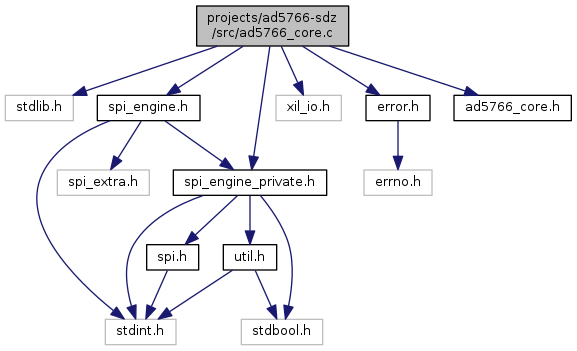 projects/ad5766-sdz
/src/ad5766_core.c
stdlib.h
spi_engine.h
xil_io.h
error.h
ad5766_core.h
spi_extra.h
spi_engine_private.h
errno.h
spi.h
util.h
stdint.h
stdbool.h